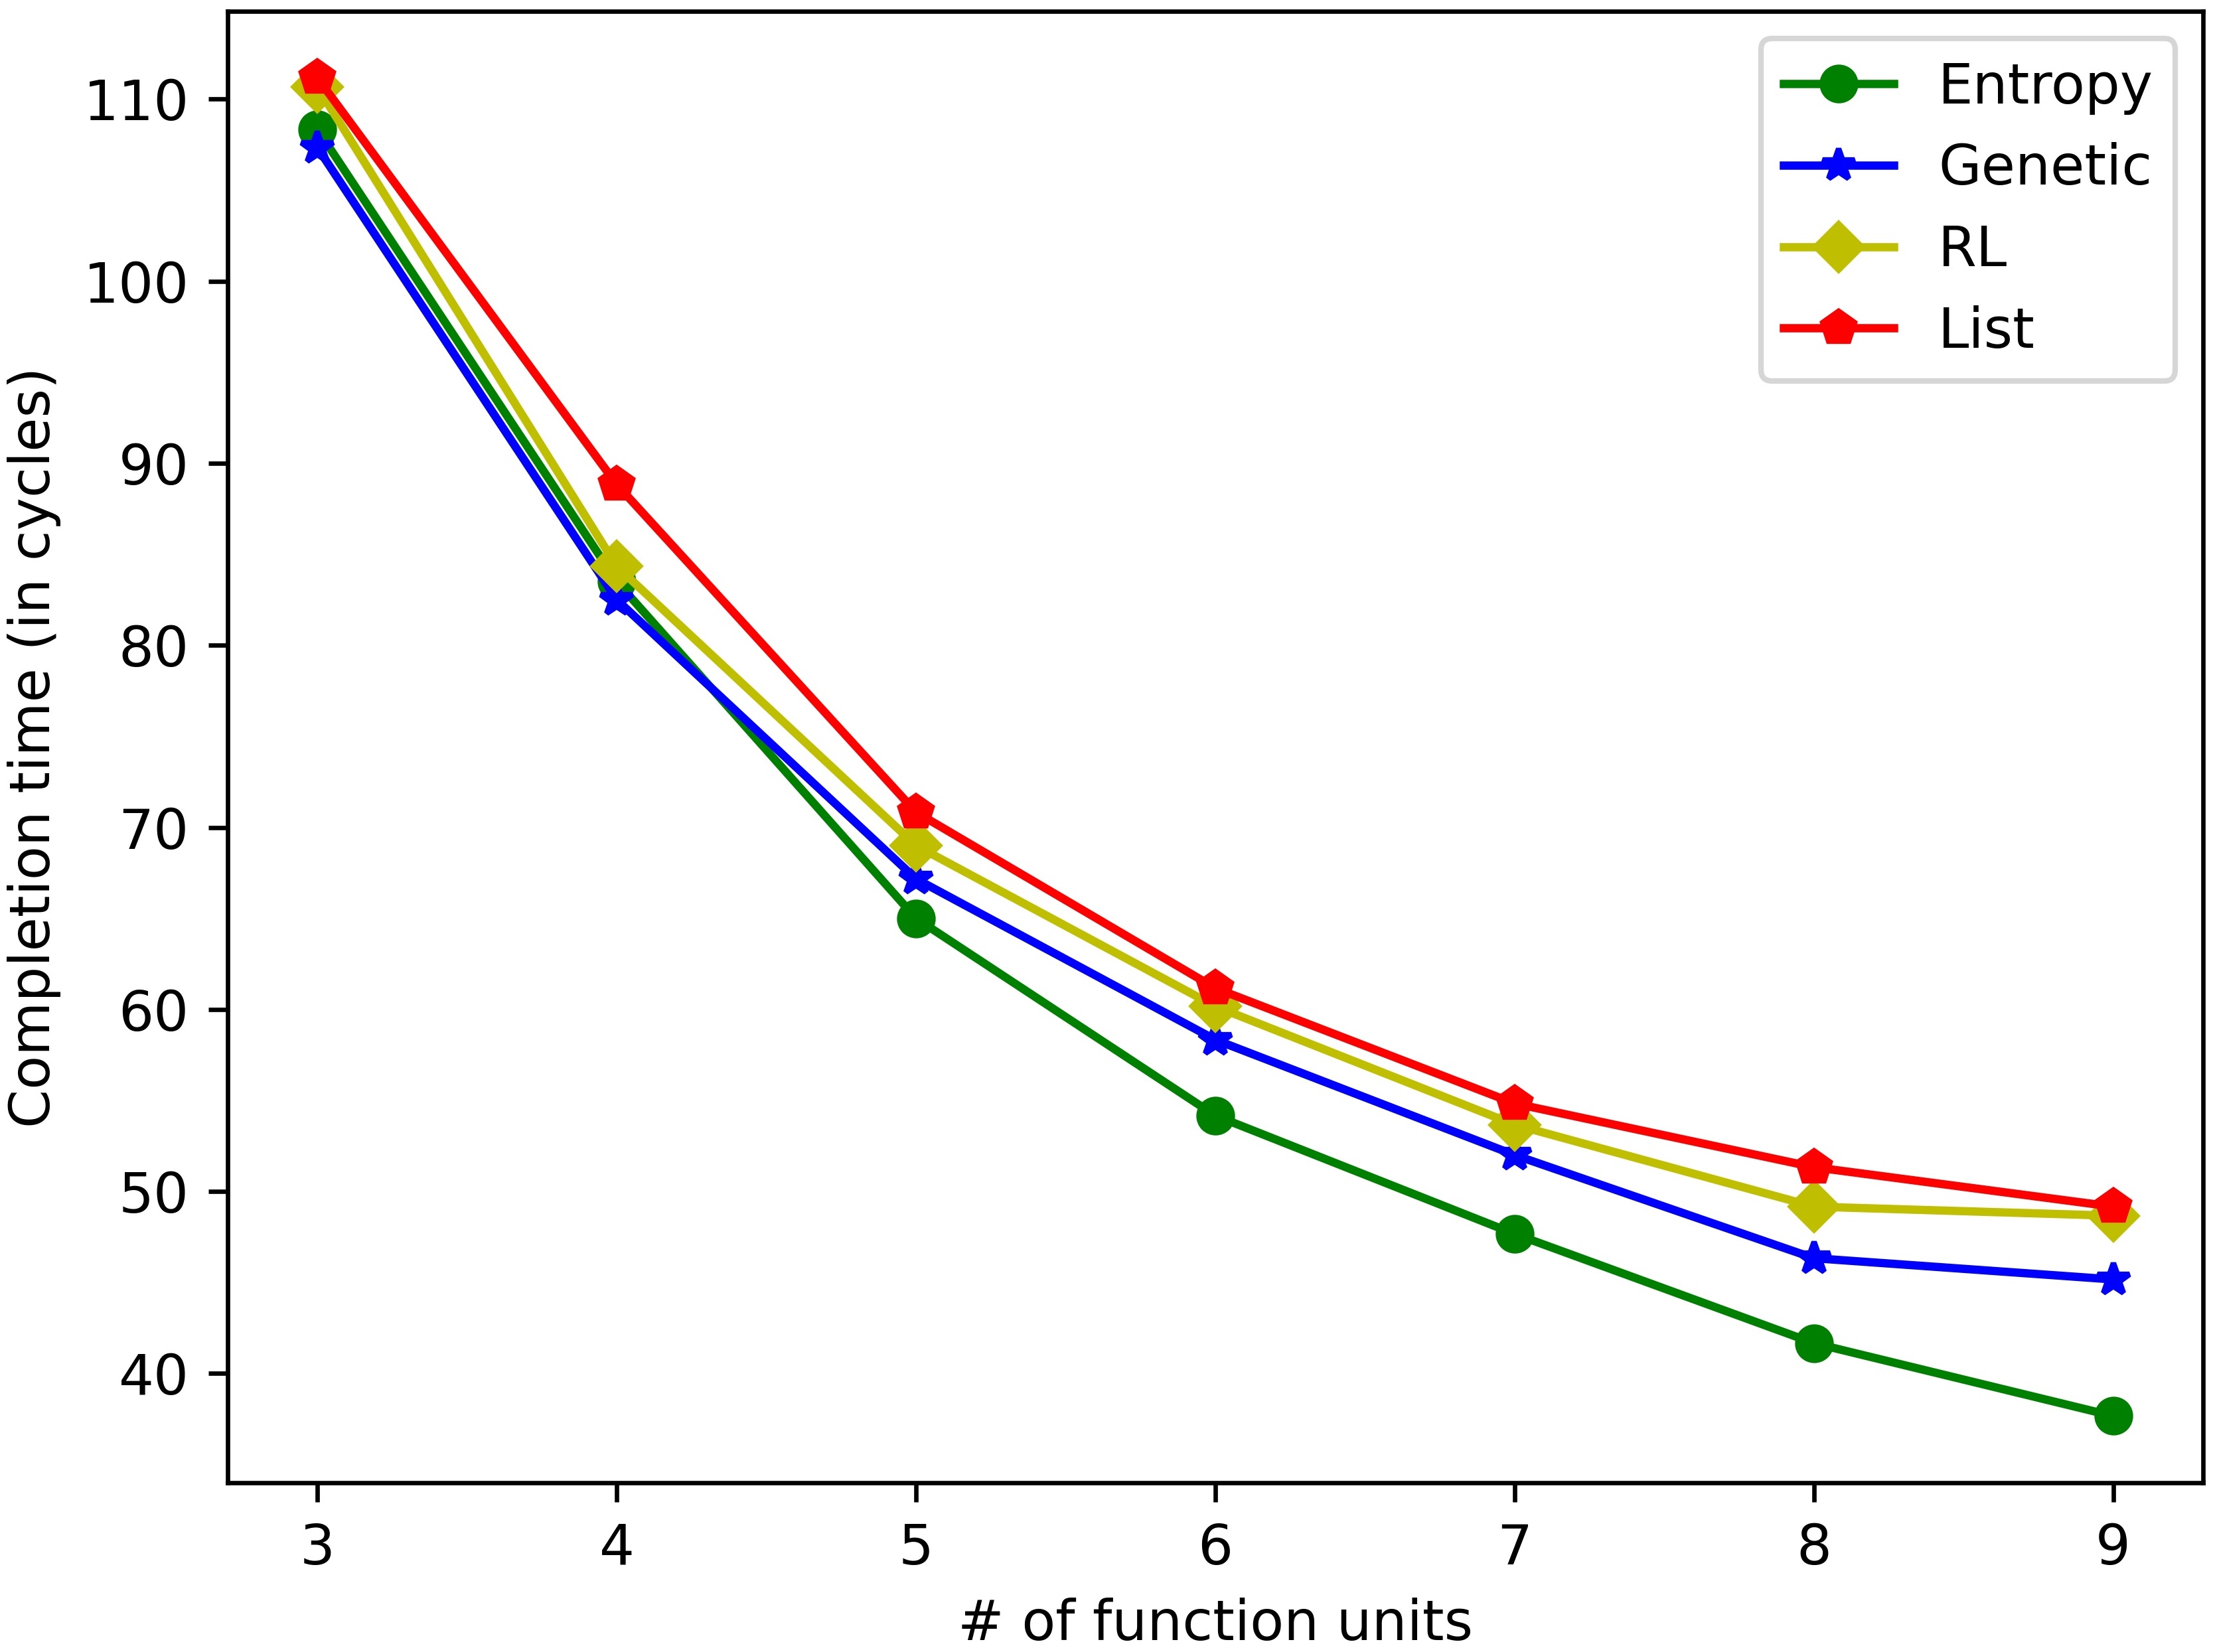 Completion time (in cycles)
110
100
90
80
70
60
50
40
Entropy
Genetic
RL
List
3 4 5 6 7 8 9
# of function units